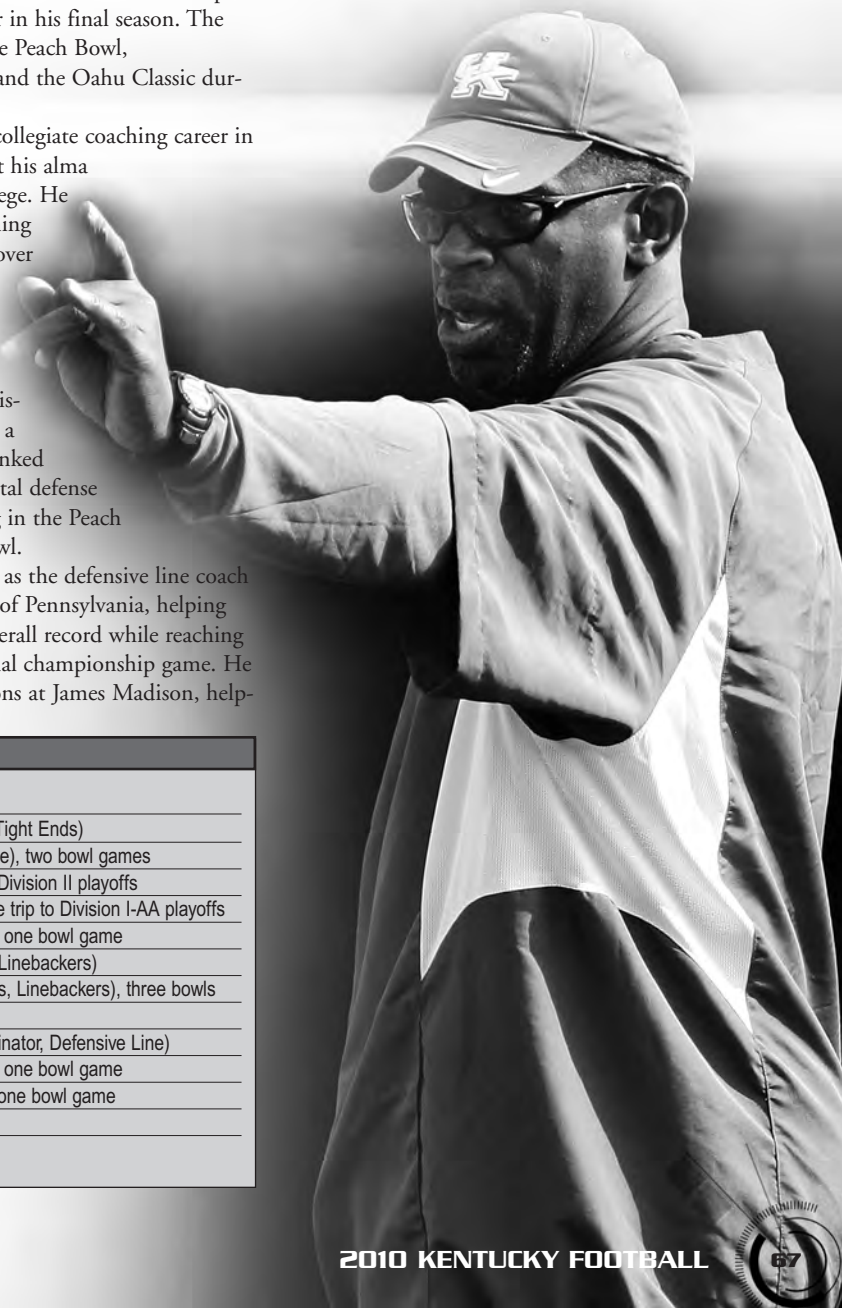 r in his final season. The
e Peach Bowl,
and the Oahu Classic dur-
collegiate coaching career in
t his alma
ege. He
ing
over
is-
a
nked
tal defense
g in the Peach
wl.
as the defensive line coach
of Pennsylvania, helping
erall record while reaching
al championship game. He
ns at James Madison, help-
Tight Ends)
e), two bowl games
Division II playoffs
e trip to Division I-AA playoffs
one bowl game
Linebackers)
s, Linebackers), three bowls
inator, Defensive Line)
one bowl game
one bowl game
UK
2010 KENTUCKY FOOTBALL 67